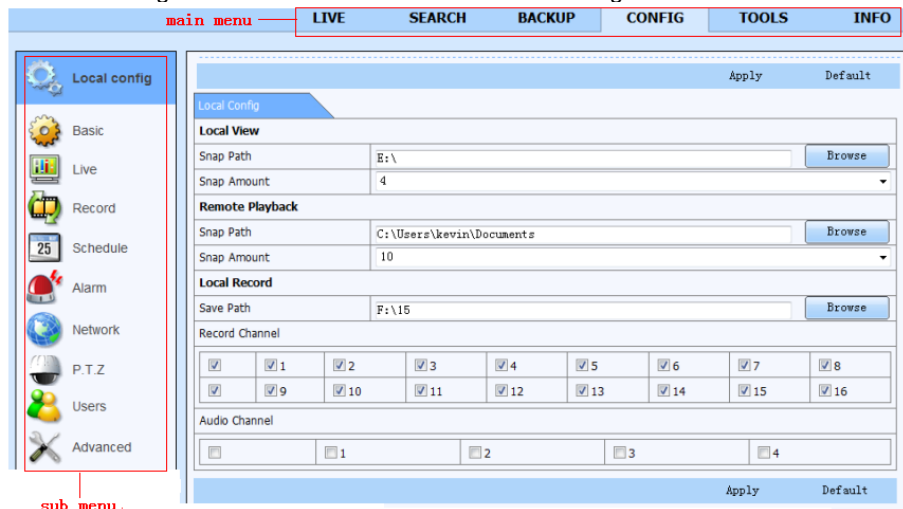 main menu LIVE SEARCH BACKUP CONFIG TOOLS INFO
Local config
Basic
Live
Record
25 Schedule
Alarm
Network
P.T.Z
Users
Advanced
sub menu
Apply Default
Local Config
Local View
Snap Path E:\ Browse
Snap Amount 4
Remote Playback
Snap Path C:\Users\kevin\Documents Browse
Snap Amount 10
Local Record
Save Path F:\15 Browse
Record Channel
1 2 3 4 5 6 7 8
9 10 11 12 13 14 15 16
Audio Channel
1 2 3 4
Apply Default